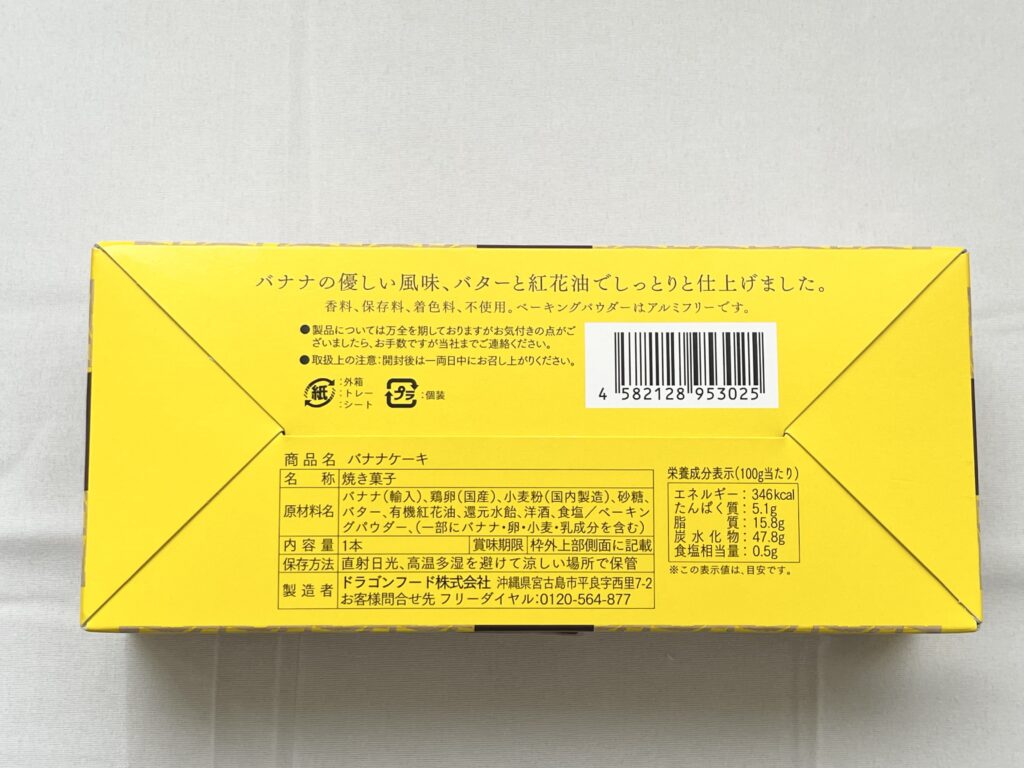 バナナの優しい風味、バターと紅花油でしっとりと仕上げました。
香料、保存料、着色料、不使用。ベーキングパウダーはアルミフリーです。
●製品については万全を期しておりますがお気付きの点がご
ざいましたら、お手数ですが当社までご連絡ください。
●取扱上の注意:開封後は一両日中にお召し上がりください。
紙 :外箱
:トレー
:シート
プラ :個装
4 582128 953025
商品名 バナナケーキ
名 称 焼き菓子
原材料名 バナナ(輸入)、鶏卵(国産)、小麦粉(国内製造)、砂糖、
バター、有機紅花油、還元水飴、洋酒、食塩/ベーキン
グパウダー、(一部にバナナ・卵・小麦・乳成分を含む)
内容量 1本 賞味期限 枠外上部側面に記載
保存方法 直射日光、高温多湿を避けて涼しい場所で保管
製造者 ドラゴンフード株式会社 沖縄県宮古島市平良字西里7-2
お客様問合せ先 フリーダイヤル:0120-564-877
栄養成分表示(100g当たり)
エネルギー:346kcal
たんぱく質:5.1g
脂質:15.8g
炭水化物:47.8g
食塩相当量:0.5g
※この表示値は、目安です。